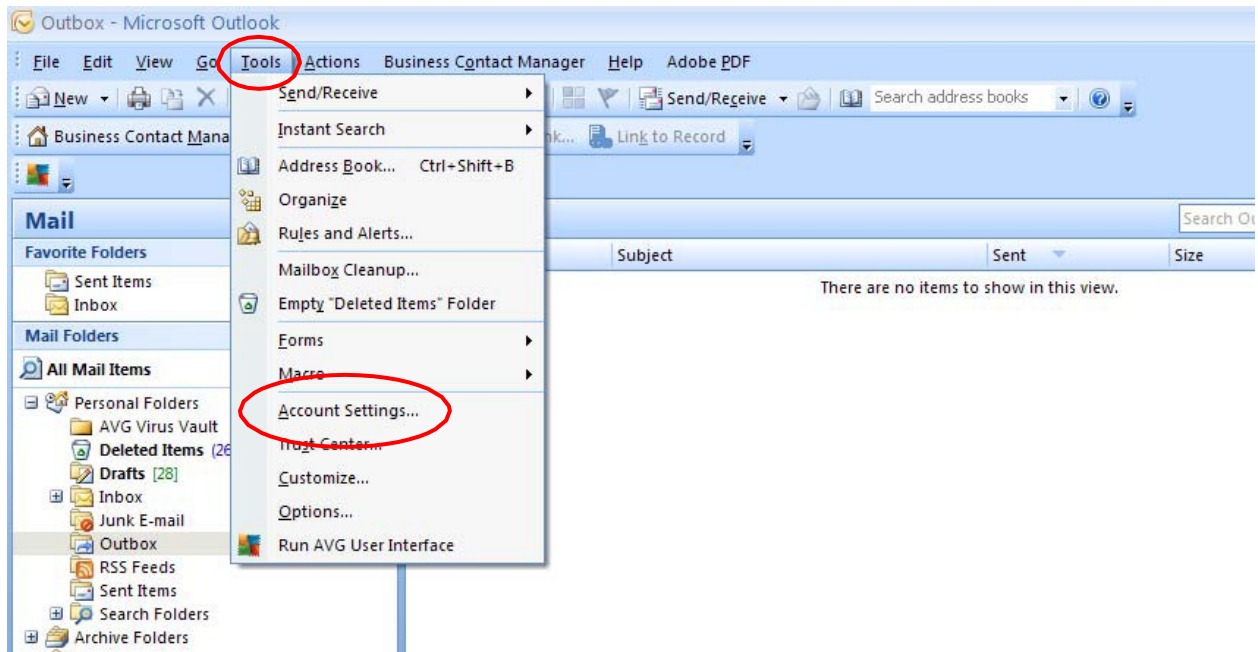 Outbox - Microsoft Outlook
File Edit View Go Tools Actions Business Contact Manager Help Adobe PDF
New Send/Receive Search address books
Business Contact Mana Link to Record
Send/Receive
Instant Search
Address Book... Ctrl+Shift+B
Organize
Rules and Alerts...
Mailbox Cleanup...
Empty "Deleted Items" Folder
Forms
Macro
Account Settings...
Trust Center...
Customize...
Options...
Run AVG User Interface
Mail
Search Ou
Favorite Folders
Subject Sent Size
Sent Items
Inbox
There are no items to show in this view.
Mail Folders
All Mail Items
Personal Folders
AVG Virus Vault
Deleted Items (26
Drafts [28]
Inbox
Junk E-mail
Outbox
RSS Feeds
Sent Items
Search Folders
Archive Folders